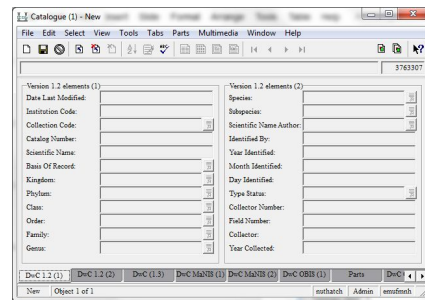 Catalogue (1) - New
File Edit Select View Tools Tabs Parts Multimedia Window Help
3763307
Version 1.2 elements (1)
Date Last Modified:
Institution Code:
Collection Code:
Catalog Number:
Scientific Name:
Basis Of Record:
Kingdom:
Phylum:
Class:
Order:
Family:
Genus:
Version 1.2 elements (2)
Species:
Subspecies:
Scientific Name Author:
Identified By:
Year Identified:
Month Identified:
Day Identified:
Type Status:
Collector Number:
Field Number:
Collector:
Year Collected:
DwC 1.2 (1) DwC 1.2 (2) DwC (1.3) DwC MaNIS (1) DwC MaNIS (2) DwC OBIS (1) Parts DwC
New Object 1 of 1 nuthatch Admin emufmnh